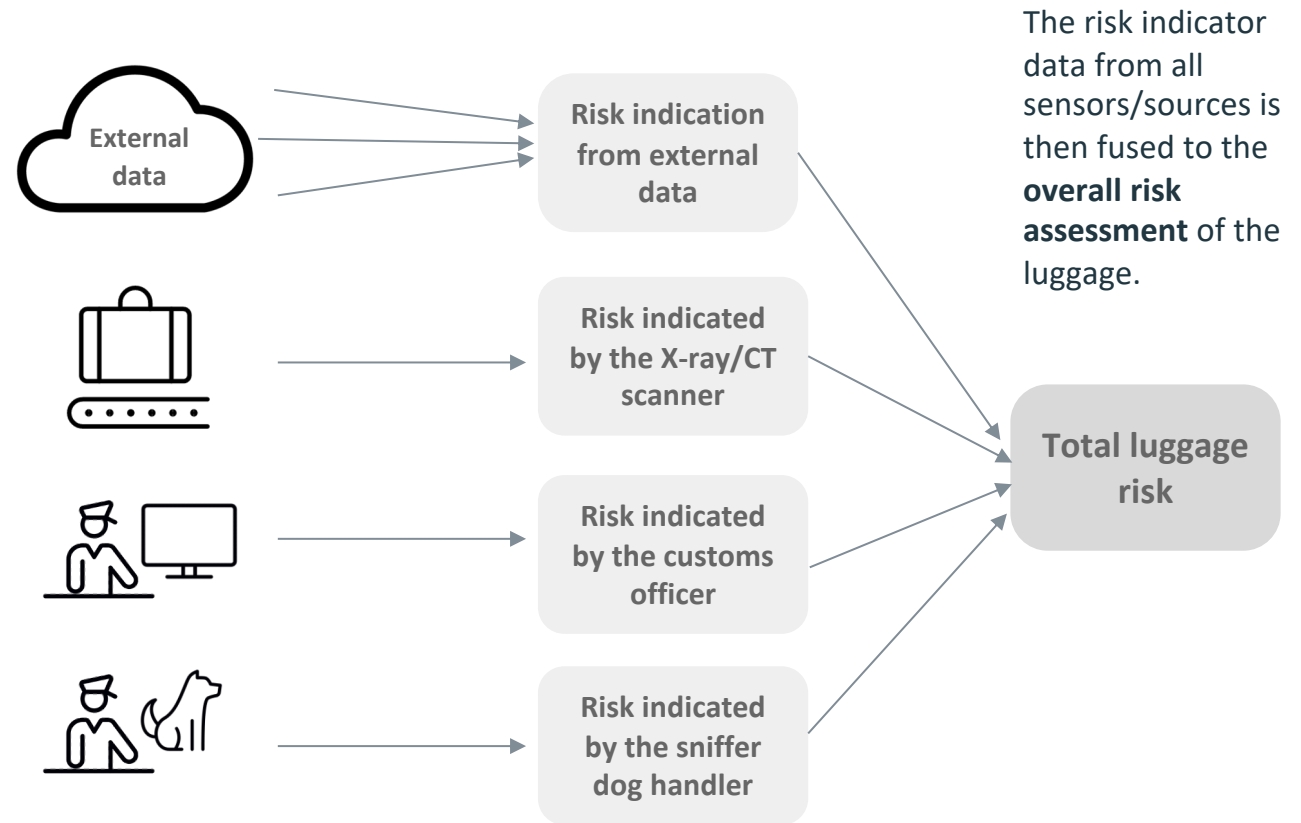 External
data
Risk indication
from external
data
Risk indicated
by the X-ray/CT
scanner
Risk indicated
by the customs
officer
Risk indicated
by the sniffer
dog handler
The risk indicator
data from all
sensors/sources is
then fused to the
overall risk
assessment of the
luggage.
Total luggage
risk